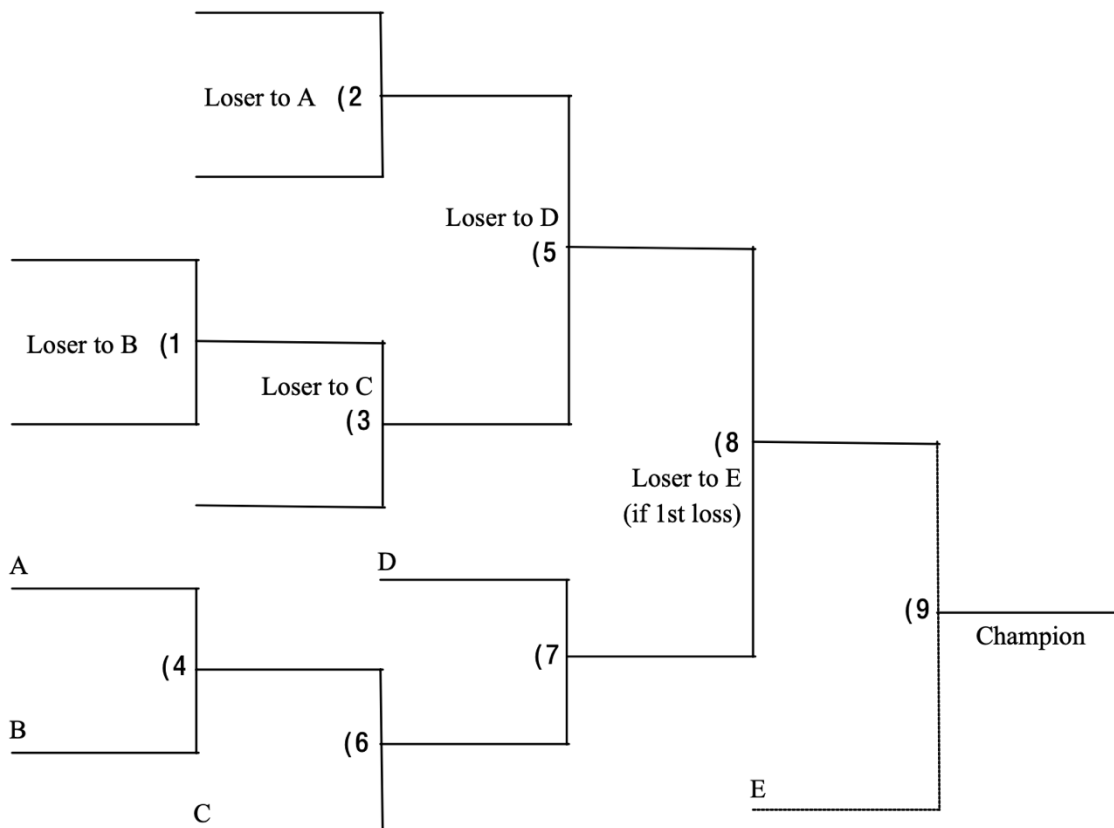 Loser to A (2
Loser to D
(5
Loser to B (1
Loser to C
(3
(8
Loser to E
(if 1st loss)
A
D
(9
Champion
(4
(7
B
(6
E
C